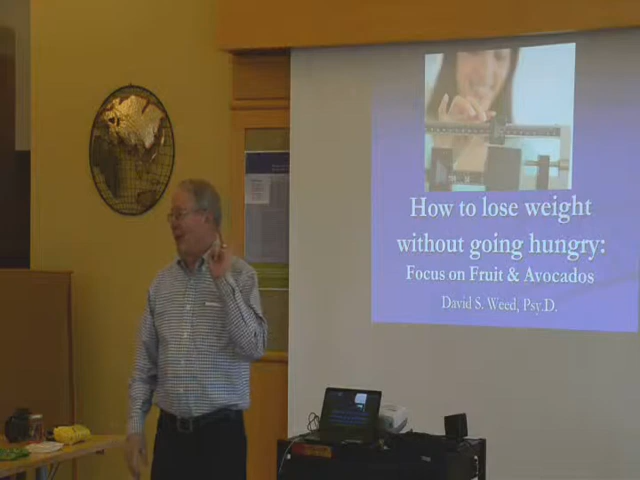 How to lose weight
without going hungry:
Focus on Fruit & Avocados
David S. Weed, Psy.D.